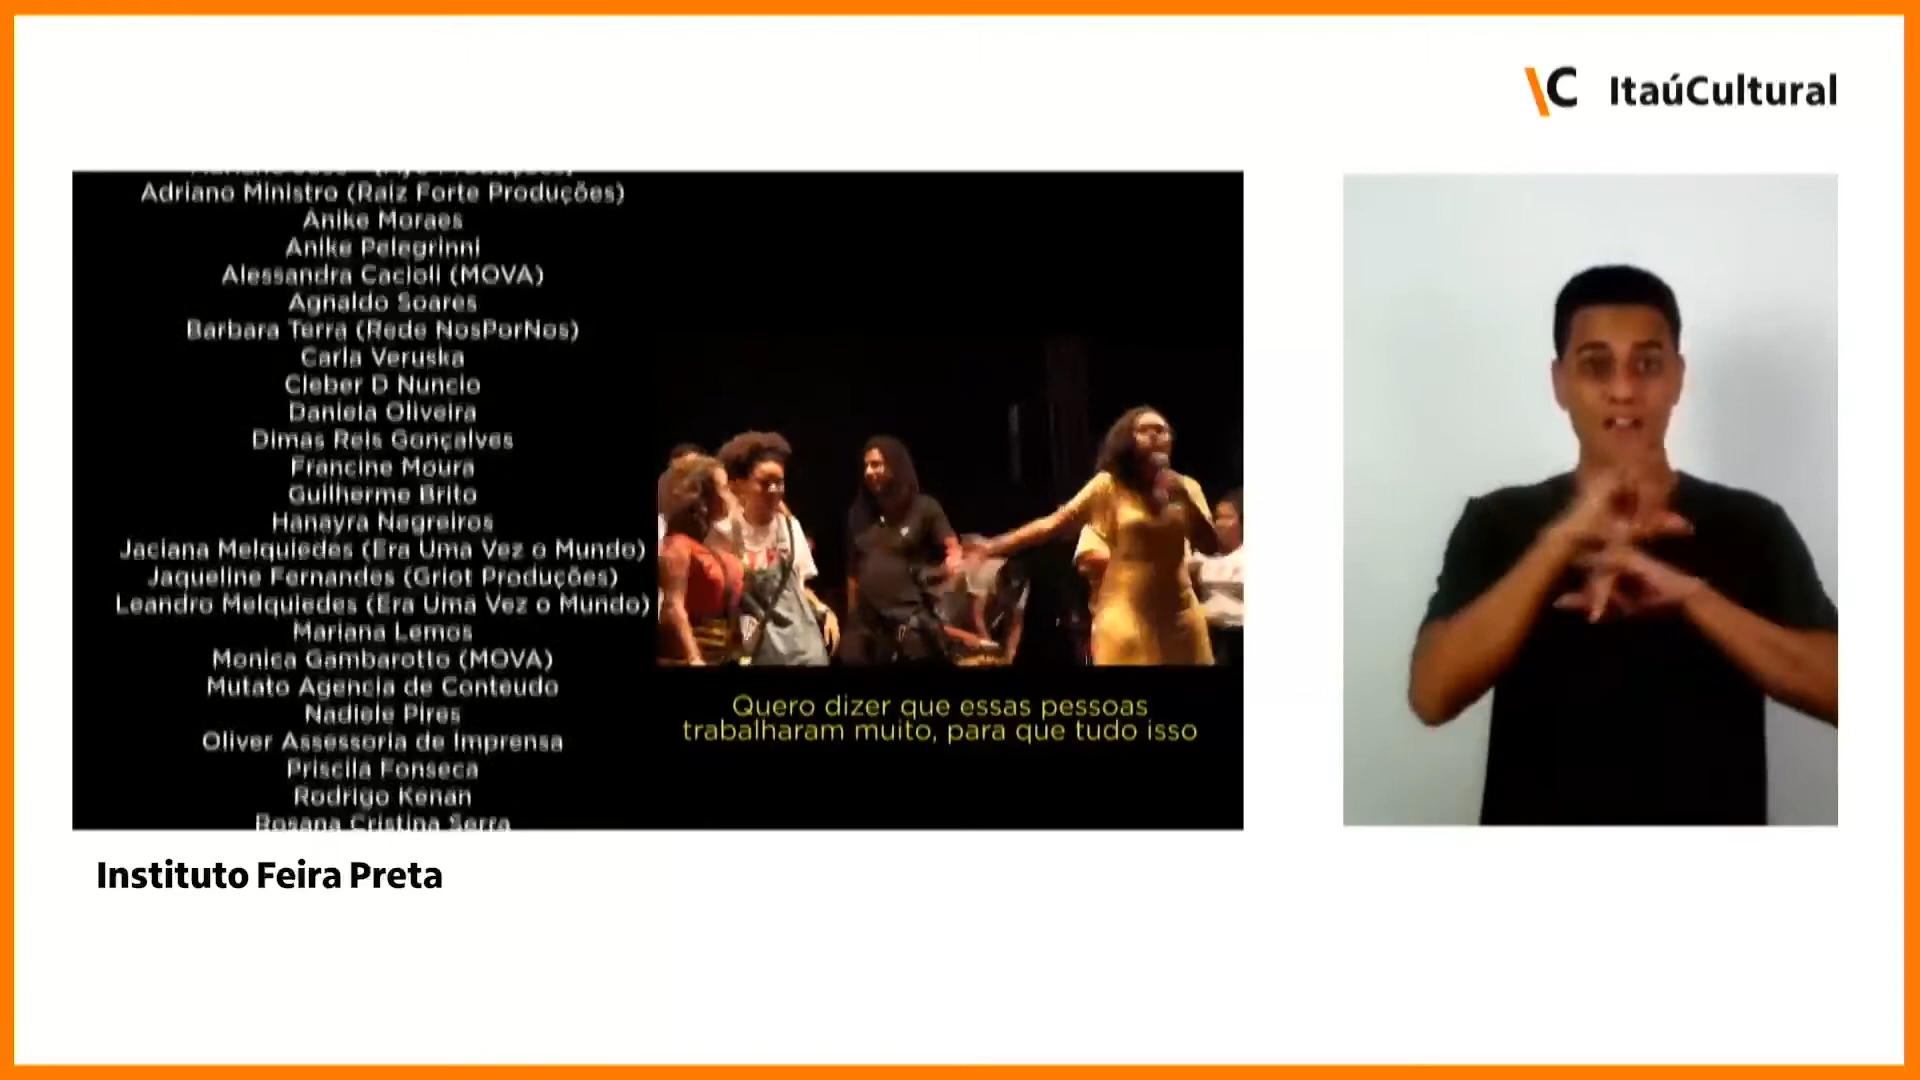 \C ItaúCultural
Adriano Ministro (Raiz Forte Produções)
Anike Moraes
Anike Pelegrinni
Alessandra Cacioli (MOVA)
Agnaldo Soares
Barbara Terra (Rede NosPorNos)
Carla Veruska
Cleber D Nuncio
Daniela Oliveira
Dimas Reis Gonçalves
Francine Moura
Guilherme Brito
Hanayra Negreiros
Jaciana Melquiedes (Era Uma Vez o Mundo)
Jaqueline Fernandes (Griot Produções)
Leandro Melquiedes (Era Uma Vez o Mundo)
Mariana Lemos
Monica Gambarotto (MOVA)
Mutato Agencia de Conteudo
Nadiele Pires
Oliver Assessoria de Imprensa
Priscila Fonseca
Rodrigo Kenan
Rosana Cristina Serra
Quero dizer que essas pessoas
trabalharam muito, para que tudo isso
Instituto Feira Preta